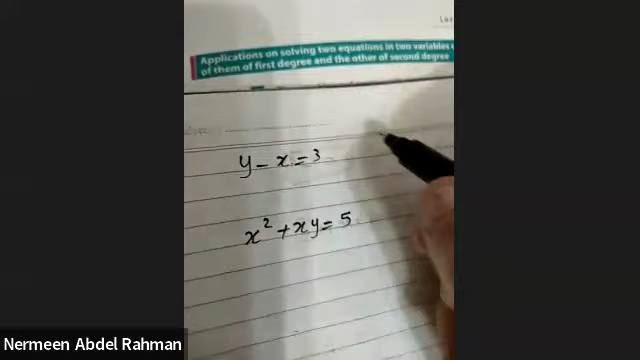 Applications on solving two equations in two variables
of them of first degree and the other of second degree
y - x = 3
x² + xy = 5
Nermeen Abdel Rahman